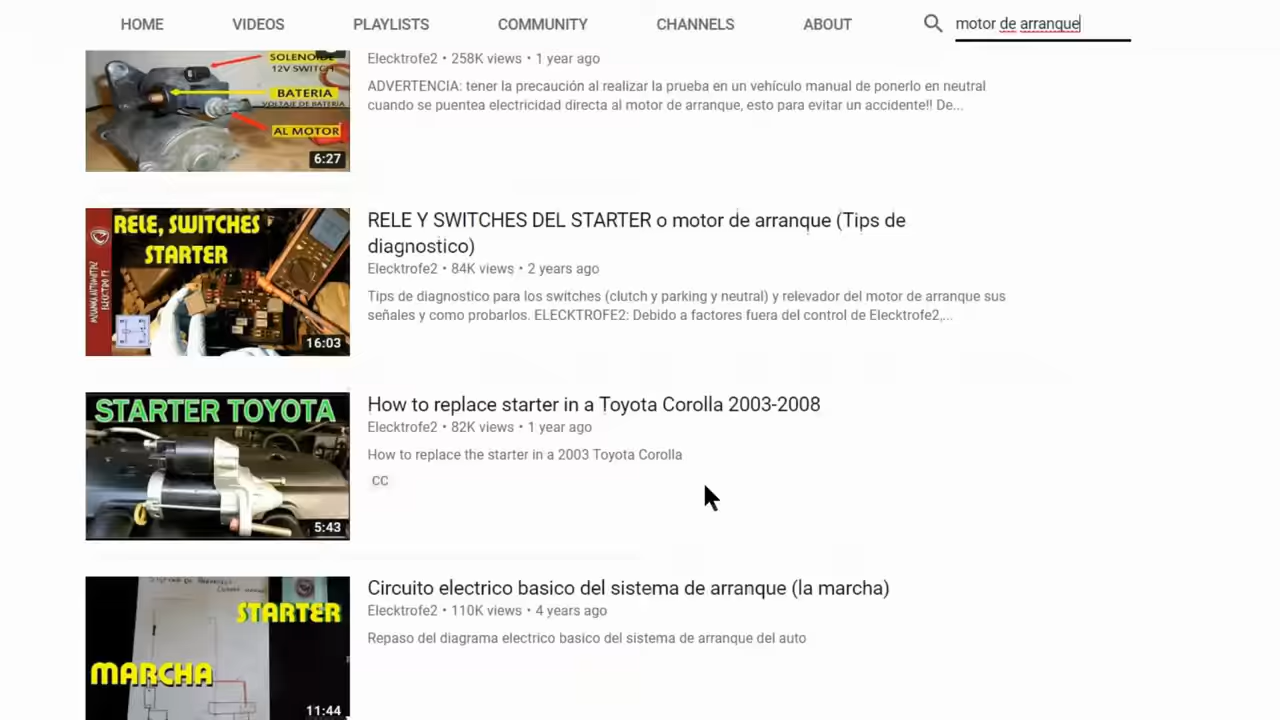 HOME VIDEOS PLAYLISTS COMMUNITY CHANNELS ABOUT motor de arranque
SOLENOIDE
12V SWITCH
BATERIA
VOLTAJE DE BATERIA
AL MOTOR
6:27
Elecktrofe2 • 258K views • 1 year ago
ADVERTENCIA: tener la precaución al realizar la prueba en un vehículo manual de ponerlo en neutral
cuando se puentea electricidad directa al motor de arranque, esto para evitar un accidente!! De...
RELE, SWITCHES
STARTER
16:03
RELE Y SWITCHES DEL STARTER o motor de arranque (Tips de
diagnostico)
Elecktrofe2 • 84K views • 2 years ago
Tips de diagnostico para los switches (clutch y parking y neutral) y relevador del motor de arranque sus
señales y como probarlos. ELECKTROFE2: Debido a factores fuera del control de Elecktrofe2,...
STARTER TOYOTA
5:43
How to replace starter in a Toyota Corolla 2003-2008
Elecktrofe2 • 82K views • 1 year ago
How to replace the starter in a 2003 Toyota Corolla
CC
STARTER
MARCHA
11:44
Circuito electrico basico del sistema de arranque (la marcha)
Elecktrofe2 • 110K views • 4 years ago
Repaso del diagrama electrico basico del sistema de arranque del auto